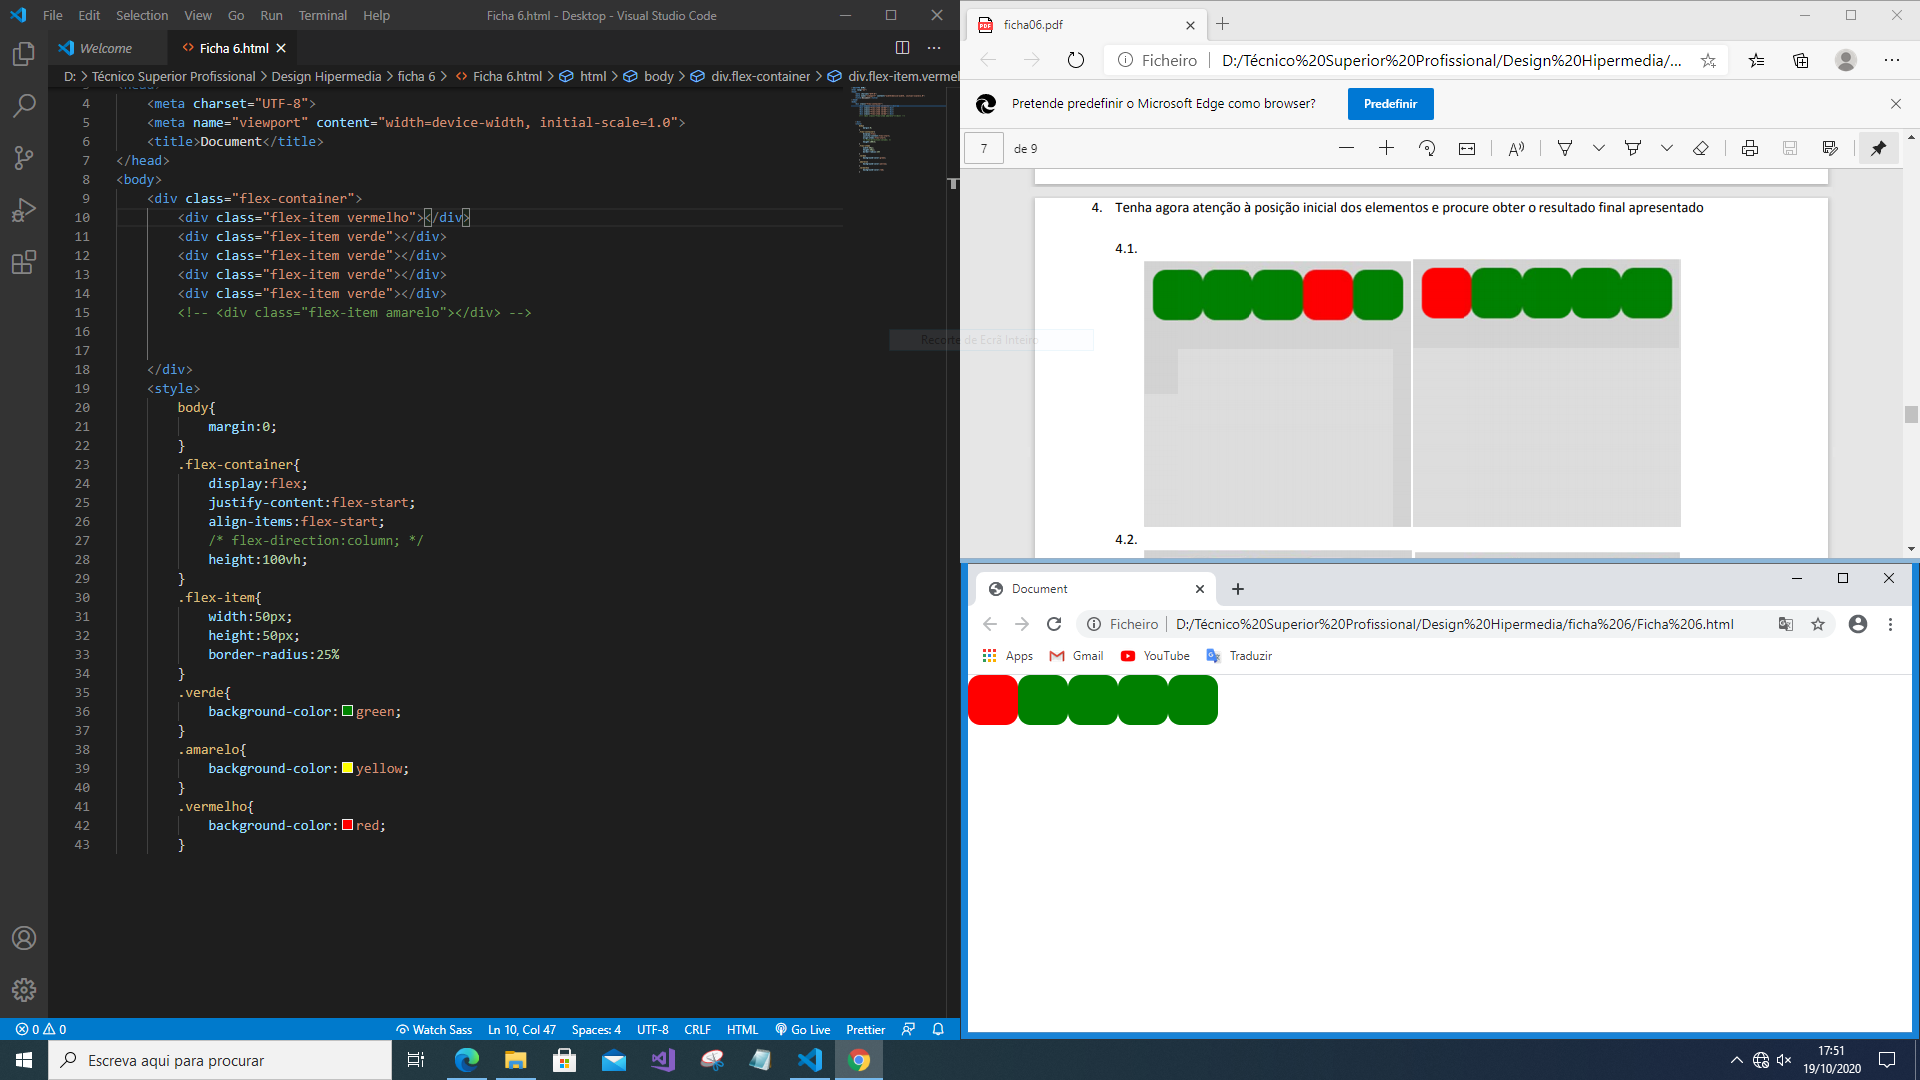 File Edit Selection View Go Run Terminal Help
Ficha 6.html - Desktop - Visual Studio Code
Welcome
Ficha 6.html
D: > Técnico Superior Profissional > Design Hipermedia > ficha 6 > Ficha 6.html > html > body > div.flex-container > div.flex-item.verme
3 <head>
4 <meta charset="UTF-8">
5 <meta name="viewport" content="width=device-width, initial-scale=1.0">
6 <title>Document</title>
7 </head>
8 <body>
9 <div class="flex-container">
10 <div class="flex-item vermelho"></div>
11 <div class="flex-item verde"></div>
12 <div class="flex-item verde"></div>
13 <div class="flex-item verde"></div>
14 <div class="flex-item verde"></div>
15 <!-- <div class="flex-item amarelo"></div> -->
16
17
18 </div>
19 <style>
20 body{
21 margin:0;
22 }
23 .flex-container{
24 display:flex;
25 justify-content:flex-start;
26 align-items:flex-start;
27 /* flex-direction:column; */
28 height:100vh;
29 }
30 .flex-item{
31 width:50px;
32 height:50px;
33 border-radius:25%
34 }
35 .verde{
36 background-color:green;
37 }
38 .amarelo{
39 background-color:yellow;
40 }
41 .vermelho{
42 background-color:red;
43 }
0 0
Watch Sass Ln 10, Col 47 Spaces: 4 UTF-8 CRLF HTML Go Live Prettier
ficha06.pdf
Ficheiro D:/Técnico%20Superior%20Profissional/Design%20Hipermedia/...
Pretende predefinir o Microsoft Edge como browser?
Predefinir
7 de 9
4. Tenha agora atenção à posição inicial dos elementos e procure obter o resultado final apresentado
4.1.
Recorte de Ecrã Inteiro
4.2.
Document
Ficheiro D:/Técnico%20Superior%20Profissional/Design%20Hipermedia/ficha%206/Ficha%206.html
Apps Gmail YouTube Traduzir
Escreva aqui para procurar
17:51
19/10/2020